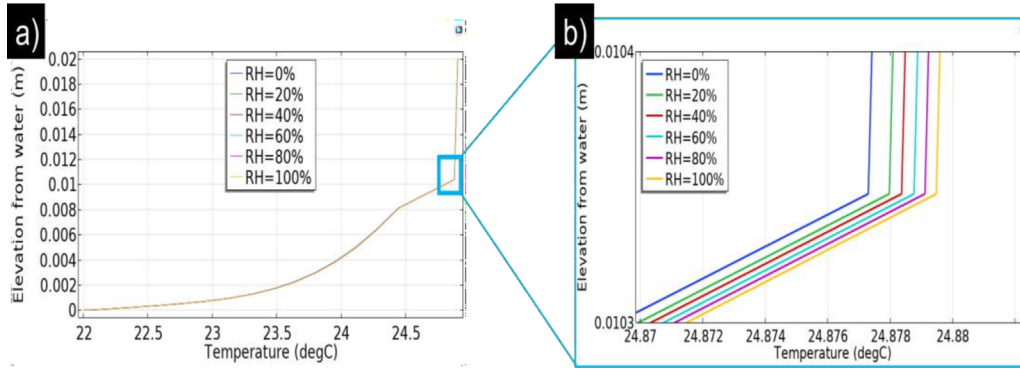 a)
Elevation from water (m)
0.02
0.018
0.016
0.014
0.012
0.01
0.008
0.006
0.004
0.002
0
RH=0%
RH=20%
RH=40%
RH=60%
RH=80%
RH=100%
22 22.5 23 23.5 24 24.5
Temperature (degC)
b)
Elevation from water (m)
0.0104
0.0103
RH=0%
RH=20%
RH=40%
RH=60%
RH=80%
RH=100%
24.87 24.872 24.874 24.876 24.878 24.88
Temperature (degC)